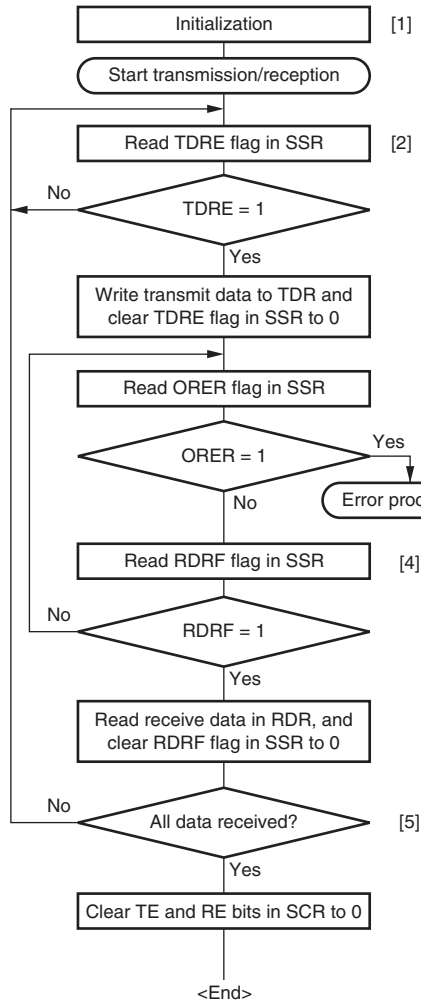 Initialization
[1]
Start transmission/reception
Read TDRE flag in SSR
[2]
No
TDRE = 1
Yes
Write transmit data to TDR and
clear TDRE flag in SSR to 0
Read ORER flag in SSR
ORER = 1
Yes
No
Error proc
Read RDRF flag in SSR
[4]
No
RDRF = 1
Yes
Read receive data in RDR, and
clear RDRF flag in SSR to 0
No
All data received?
[5]
Yes
Clear TE and RE bits in SCR to 0
<End>